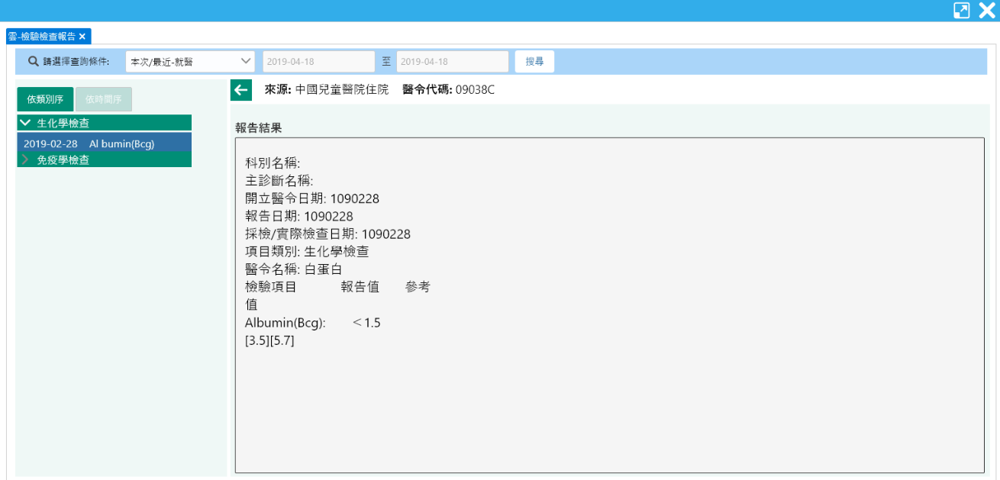 雲-檢驗檢查報告
請選擇查詢條件: 本次/最近-就醫 2019-04-18 至 2019-04-18 搜尋
依類別序 依時間序
生化學檢查
2019-02-28 Al bumin(Bcg)
免疫學檢查
來源: 中國兒童醫院住院 醫令代碼: 09038C
報告結果
科別名稱:
主診斷名稱:
開立醫令日期: 1090228
報告日期: 1090228
採檢/實際檢查日期: 1090228
項目類別: 生化學檢查
醫令名稱: 白蛋白
檢驗項目 報告值 參考
值
Albumin(Bcg): ＜1.5
[3.5][5.7]